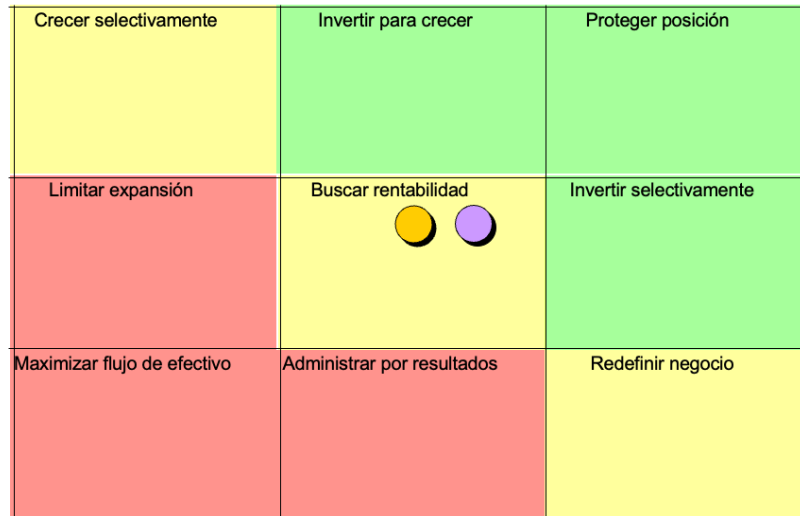 Crecer selectivamente
Invertir para crecer
Proteger posición
Limitar expansión
Buscar rentabilidad
Invertir selectivamente
Maximizar flujo de efectivo
Administrar por resultados
Redefinir negocio